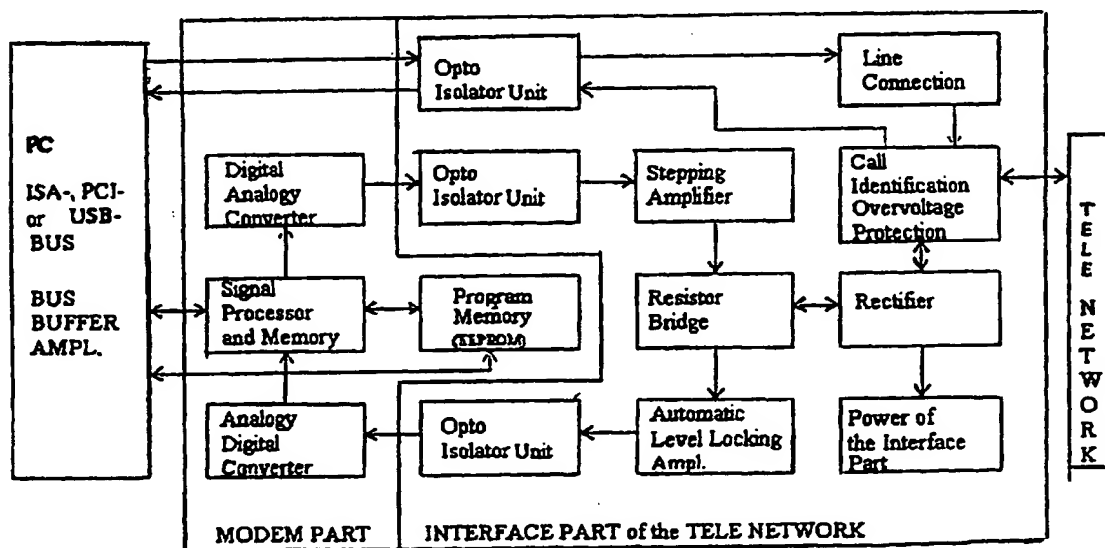 PC
ISA-, PCI-
or USB-
BUS
BUS
BUFFER
AMPL.
Opto
Isolator Unit
Line
Connection
Digital
Analogy
Converter
Opto
Isolator Unit
Stepping
Amplifier
Call
Identification
Overvoltage
Protection
Signal
Processor
and Memory
Program
Memory
(EEPROM)
Resistor
Bridge
Rectifier
Analogy
Digital
Converter
Opto
Isolator Unit
Automatic
Level Locking
Ampl.
Power of
the Interface
Part
TELE NETWORK
MODEM PART
INTERFACE PART of the TELE NETWORK